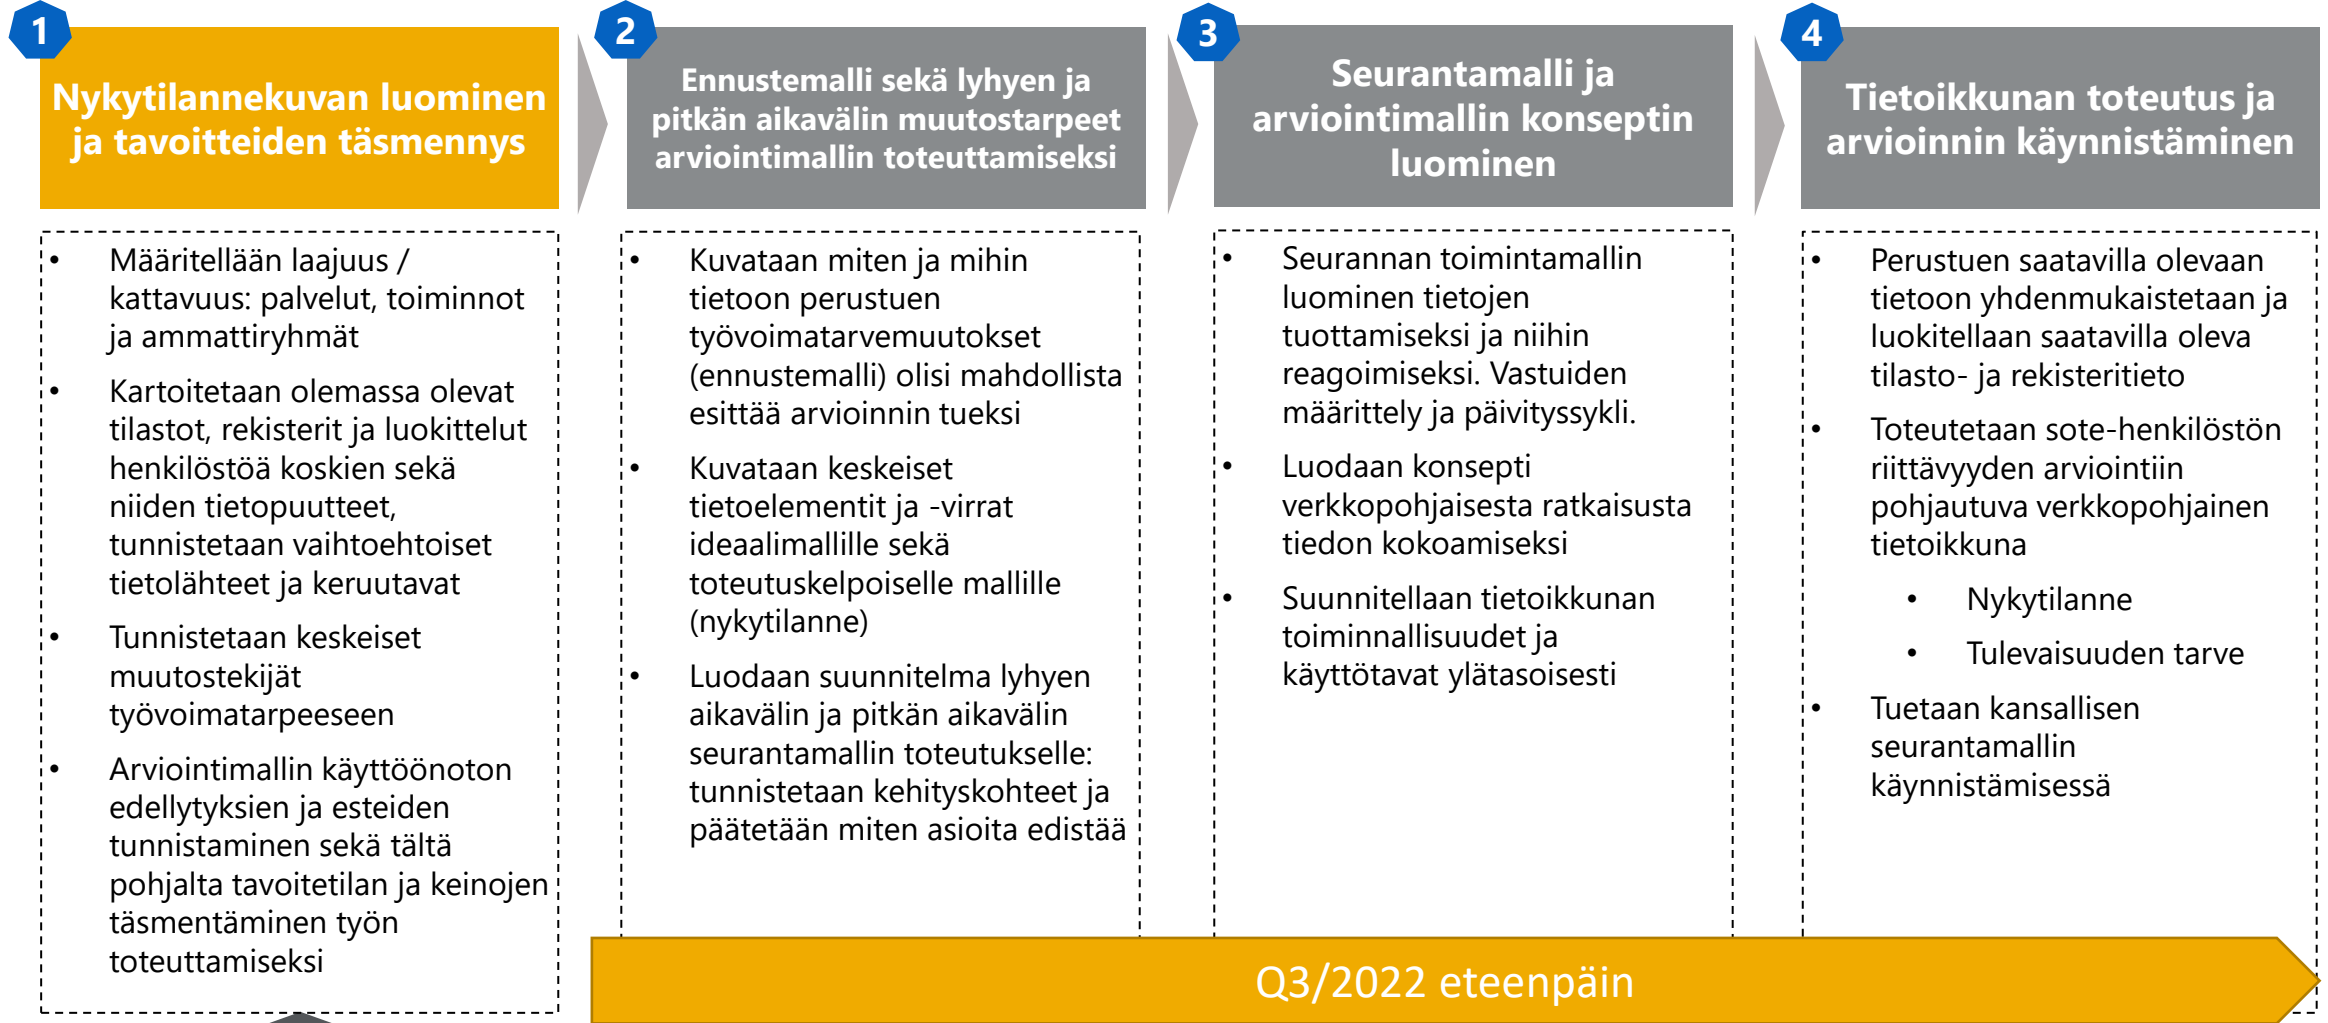 1
Nykytilannekuvan luominen
ja tavoitteiden täsmennys
• Määritellään laajuus /
kattavuus: palvelut, toiminnot
ja ammattiryhmät
• Kartoitetaan olemassa olevat
tilastot, rekisterit ja luokittelut
henkilöstöä koskien sekä
niiden tietopuutteet,
tunnistetaan vaihtoehtoiset
tietolähteet ja keruutavat
• Tunnistetaan keskeiset
muutostekijät
työvoimatarpeeseen
• Arviointimallin käyttöönoton
edellytyksien ja esteiden
tunnistaminen sekä tältä
pohjalta tavoitetilan ja keinojen
täsmentäminen työn
toteuttamiseksi
2
Ennustemalli sekä lyhyen ja
pitkän aikavälin muutostarpeet
arviointimallin toteuttamiseksi
• Kuvataan miten ja mihin
tietoon perustuen
työvoimatarvemuutokset
(ennustemalli) olisi mahdollista
esittää arvioinnin tueksi
• Kuvataan keskeiset
tietoelementit ja -virrat
ideaalimallille sekä
toteutuskelpoiselle mallille
(nykytilanne)
• Luodaan suunnitelma lyhyen
aikavälin ja pitkän aikavälin
seurantamallin toteutukselle:
tunnistetaan kehityskohteet ja
päätetään miten asioita edistää
3
Seurantamalli ja
arviointimallin konseptin
luominen
• Seurannan toimintamallin
luominen tietojen
tuottamiseksi ja niihin
reagoimiseksi. Vastuiden
määrittely ja päivityssykli.
• Luodaan konsepti
verkkopohjaisesta ratkaisusta
tiedon kokoamiseksi
• Suunnitellaan tietoikkunan
toiminnallisuudet ja
käyttötavat ylätasoisesti
4
Tietoikkunan toteutus ja
arvioinnin käynnistäminen
• Perustuen saatavilla olevaan
tietoon yhdenmukaistetaan ja
luokitellaan saatavilla oleva
tilasto- ja rekisteritieto
• Toteutetaan sote-henkilöstön
riittävyyden arviointiin
pohjautuva verkkopohjainen
tietoikkuna
• Nykytilanne
• Tulevaisuuden tarve
• Tuetaan kansallisen
seurantamallin
käynnistämisessä
Q3/2022 eteenpäin